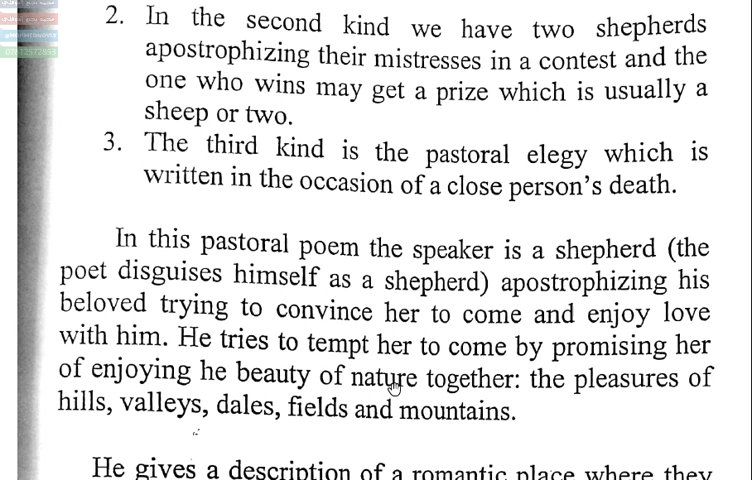 2. In the second kind we have two shepherds
apostrophizing their mistresses in a contest and the
one who wins may get a prize which is usually a
sheep or two.
3. The third kind is the pastoral elegy which is
written in the occasion of a close person's death.
In this pastoral poem the speaker is a shepherd (the
poet disguises himself as a shepherd) apostrophizing his
beloved trying to convince her to come and enjoy love
with him. He tries to tempt her to come by promising her
of enjoying he beauty of nature together: the pleasures of
hills, valleys, dales, fields and mountains.
He gives a description of a romantic place where they